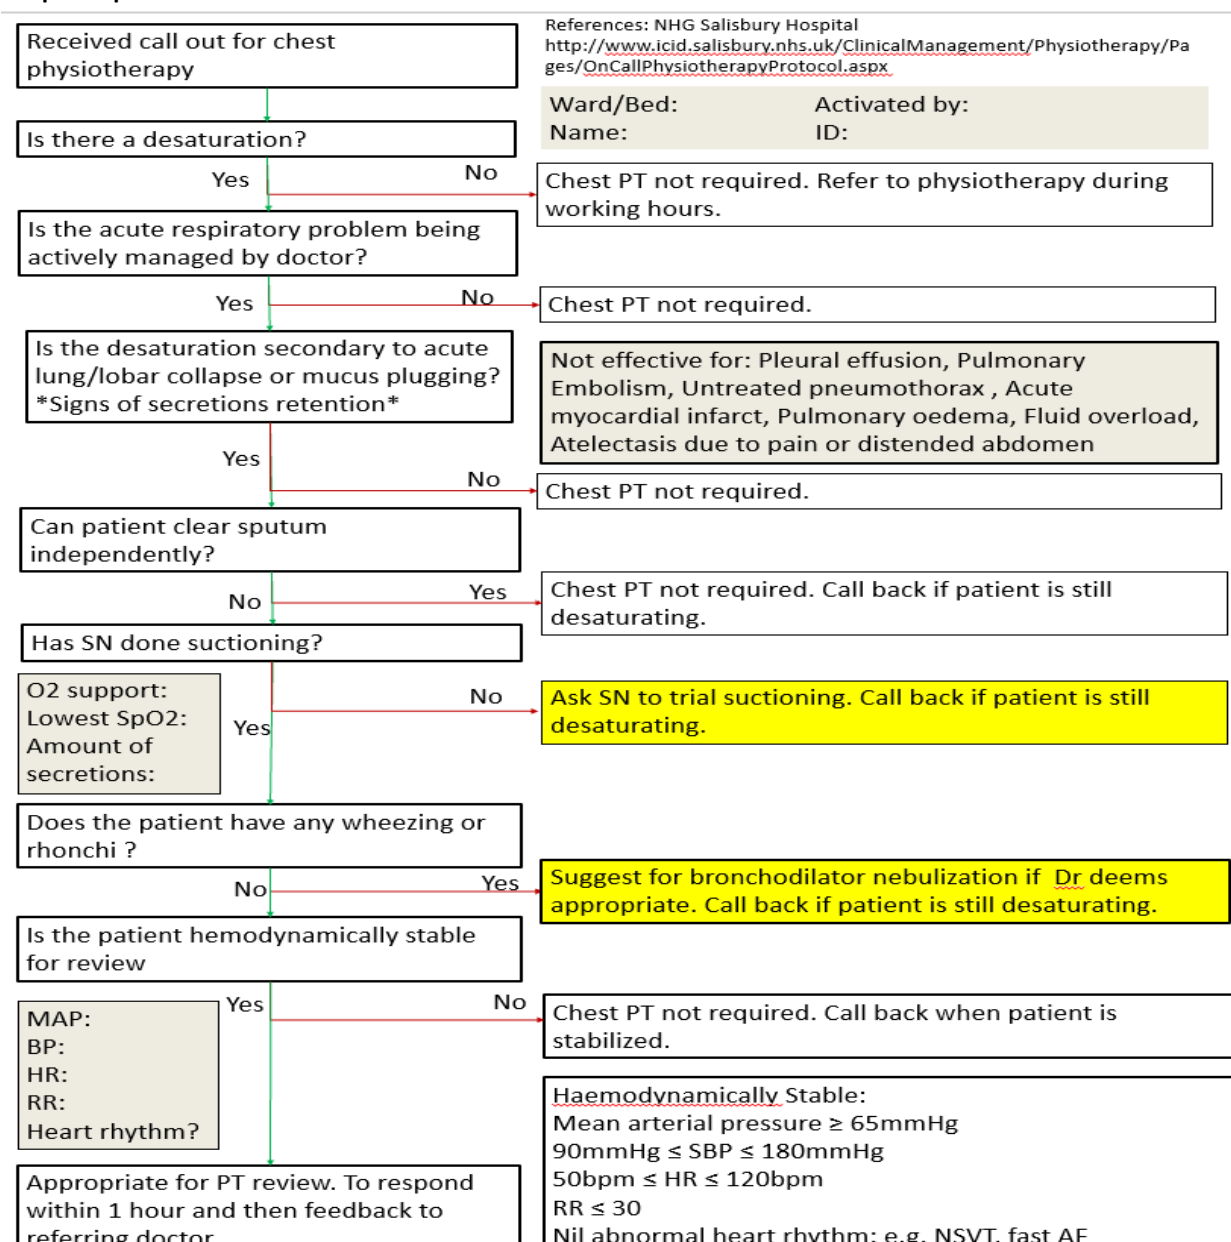 Received call out for chest
physiotherapy
References: NHG Salisbury Hospital
http://www.icid.salisbury.nhs.uk/ClinicalManagement/Physiotherapy/Pa
ges/OnCallPhysiotherapyProtocol.aspx
Ward/Bed: Activated by:
Name: ID:
Is there a desaturation?
Yes
No
Chest PT not required. Refer to physiotherapy during
working hours.
Is the acute respiratory problem being
actively managed by doctor?
Yes
No
Chest PT not required.
Is the desaturation secondary to acute
lung/lobar collapse or mucus plugging?
*Signs of secretions retention*
Not effective for: Pleural effusion, Pulmonary
Embolism, Untreated pneumothorax , Acute
myocardial infarct, Pulmonary oedema, Fluid overload,
Atelectasis due to pain or distended abdomen
Yes
No
Chest PT not required.
Can patient clear sputum
independently?
No
Yes
Chest PT not required. Call back if patient is still
desaturating.
Has SN done suctioning?
O2 support:
Lowest SpO2:
Amount of
secretions:
Yes
No
Ask SN to trial suctioning. Call back if patient is still
desaturating.
Does the patient have any wheezing or
rhonchi ?
No
Yes
Suggest for bronchodilator nebulization if Dr deems
appropriate. Call back if patient is still desaturating.
Is the patient hemodynamically stable
for review
Yes
No
Chest PT not required. Call back when patient is
stabilized.
MAP:
BP:
HR:
RR:
Heart rhythm?
Haemodynamically Stable:
Mean arterial pressure ≥ 65mmHg
90mmHg ≤ SBP ≤ 180mmHg
50bpm ≤ HR ≤ 120bpm
RR ≤ 30
Nil abnormal heart rhythm: e.g. NSVT, fast AF
Appropriate for PT review. To respond
within 1 hour and then feedback to
referring doctor